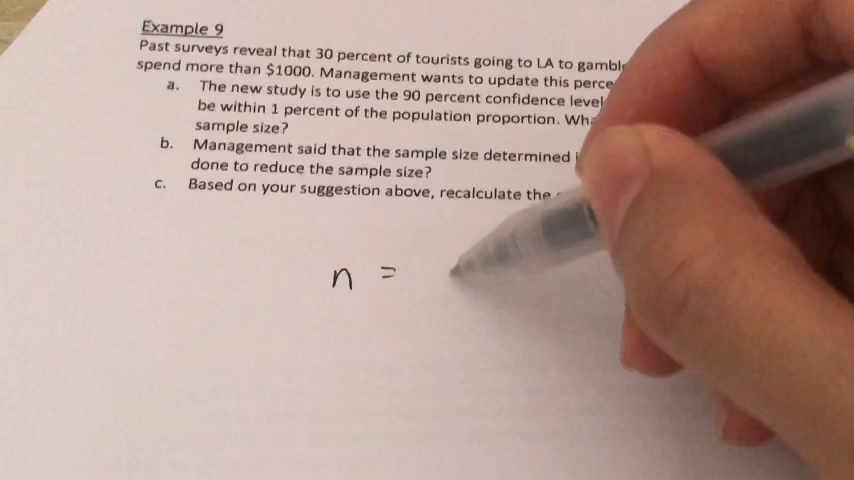 Example 9
Past surveys reveal that 30 percent of tourists going to LA to
spend more than $1000. Management wants to update this
a. The new study is to use the 90 percent confidence level
be within 1 percent of the population proportion.
sample size?
b. Management said that the sample size determined
done to reduce the sample size?
c. Based on your suggestion above, recalculate the
n =